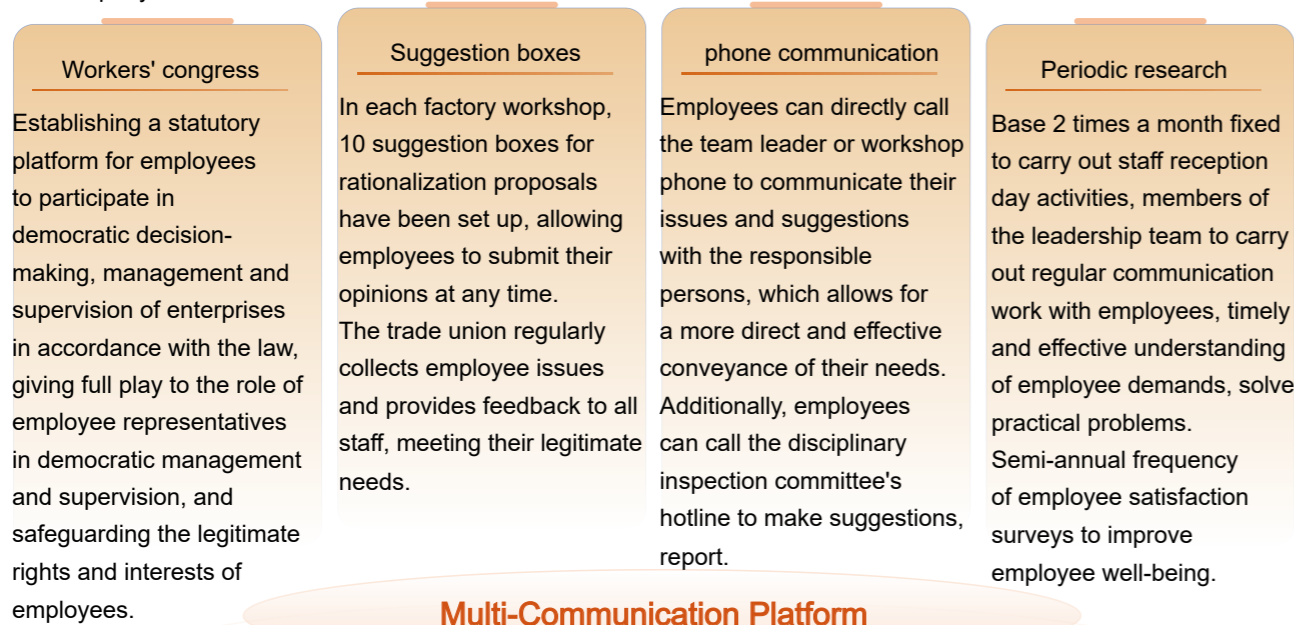 Workers' congress
Establishing a statutory
platform for employees
to participate in
democratic decision-
making, management and
supervision of enterprises
in accordance with the law,
giving full play to the role of
employee representatives
in democratic management
and supervision, and
safeguarding the legitimate
rights and interests of
employees.
Suggestion boxes
In each factory workshop,
10 suggestion boxes for
rationalization proposals
have been set up, allowing
employees to submit their
opinions at any time.
The trade union regularly
collects employee issues
and provides feedback to all
staff, meeting their legitimate
needs.
phone communication
Employees can directly call
the team leader or workshop
phone to communicate their
issues and suggestions
with the responsible
persons, which allows for
a more direct and effective
conveyance of their needs.
Additionally, employees
can call the disciplinary
inspection committee's
hotline to make suggestions,
report.
Periodic research
Base 2 times a month fixed
to carry out staff reception
day activities, members of
the leadership team to carry
out regular communication
work with employees, timely
and effective understanding
of employee demands, solve
practical problems.
Semi-annual frequency
of employee satisfaction
surveys to improve
employee well-being.
Multi-Communication Platform